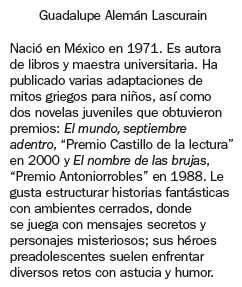 Guadalupe Alemán Lascurain
Nació en México en 1971. Es autora
de libros y maestra universitaria. Ha
publicado varias adaptaciones de
mitos griegos para niños, así como
dos novelas juveniles que obtuvieron
premios: El mundo, septiembre
adentro, “Premio Castillo de la lectura”
en 2000 y El nombre de las brujas,
“Premio Antoniorrobles” en 1988. Le
gusta estructurar historias fantásticas
con ambientes cerrados, donde
se juega con mensajes secretos y
personajes misteriosos; sus héroes
preadolescentes suelen enfrentar
diversos retos con astucia y humor.